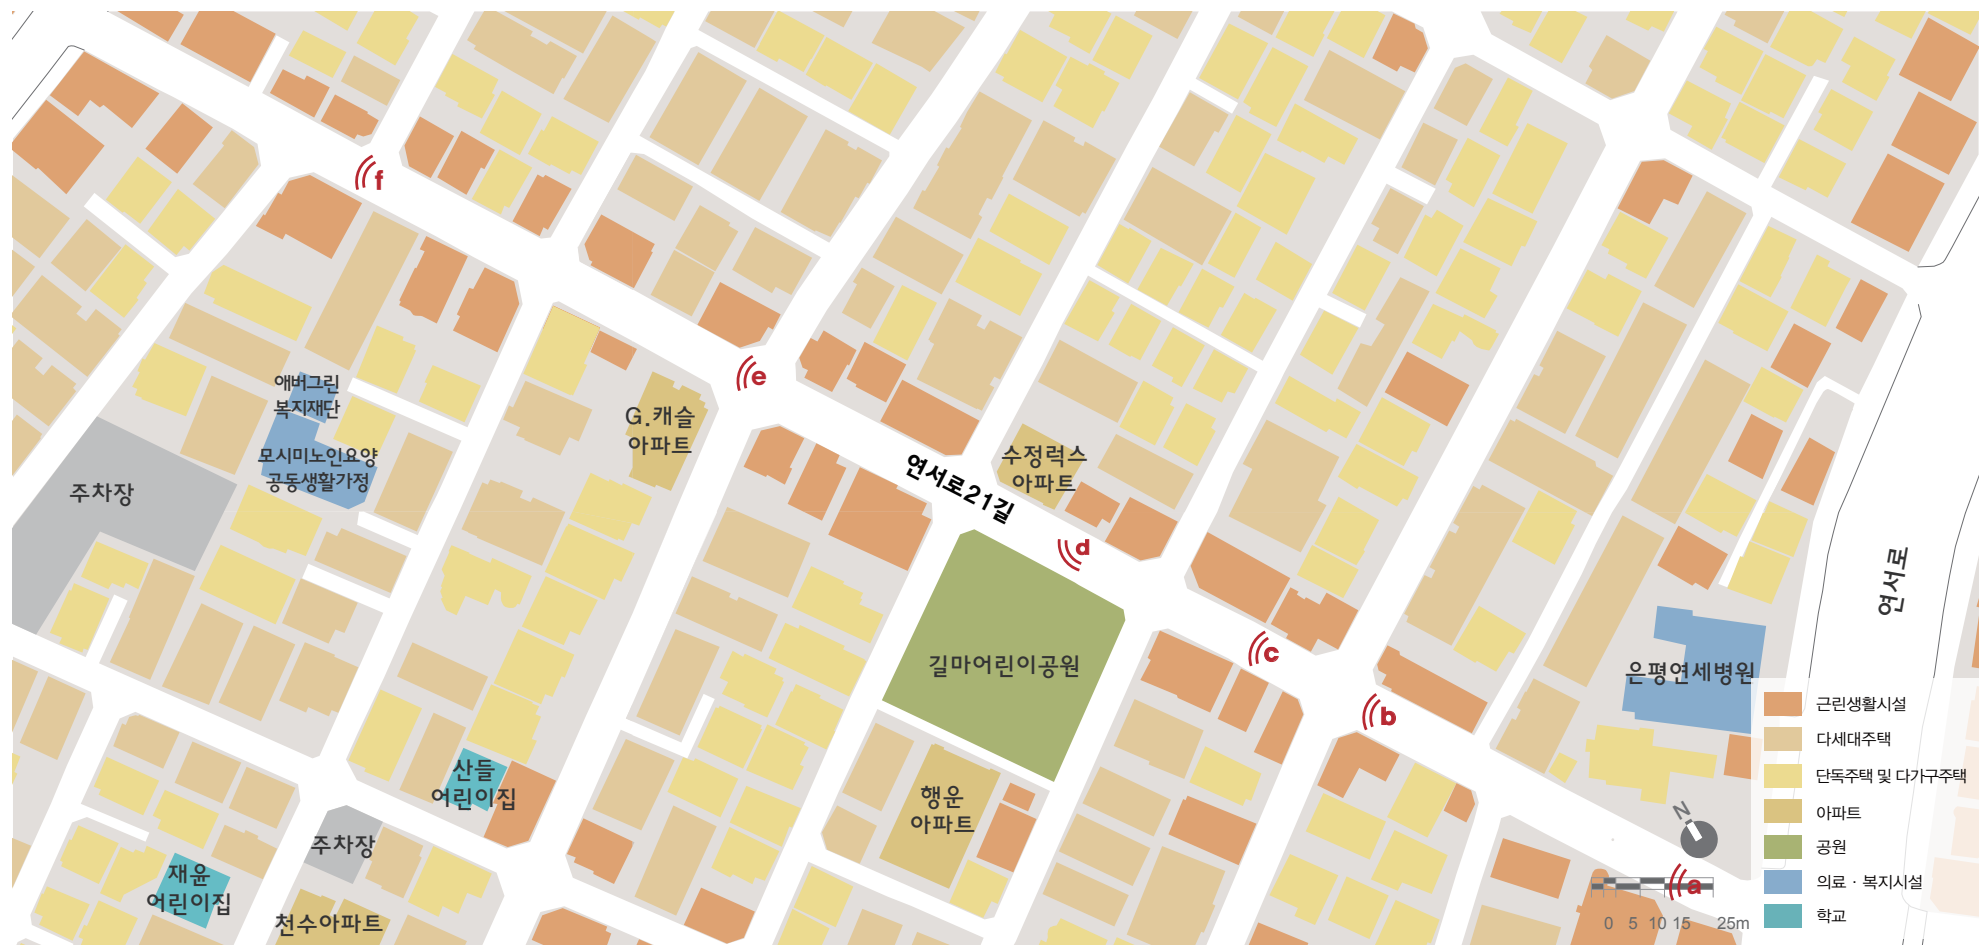 f
애버그린
복지재단
모시미노인요양
공동생활가정
주차장
G.캐슬
아파트
e
수정럭스
아파트
연서로21길
d
길마어린이공원
c
b
연서로
은평연세병원
산들
어린이집
행운
아파트
주차장
재윤
어린이집
천수아파트
N
a
0 5 10 15 25m
근린생활시설
다세대주택
단독주택 및 다가구주택
아파트
공원
의료 · 복지시설
학교